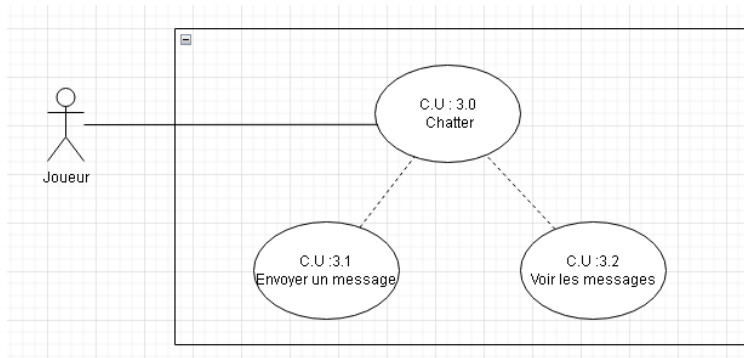 C.U : 3.0
Chatter
Joueur
C.U :3.1
Envoyer un message
C.U :3.2
Voir les messages